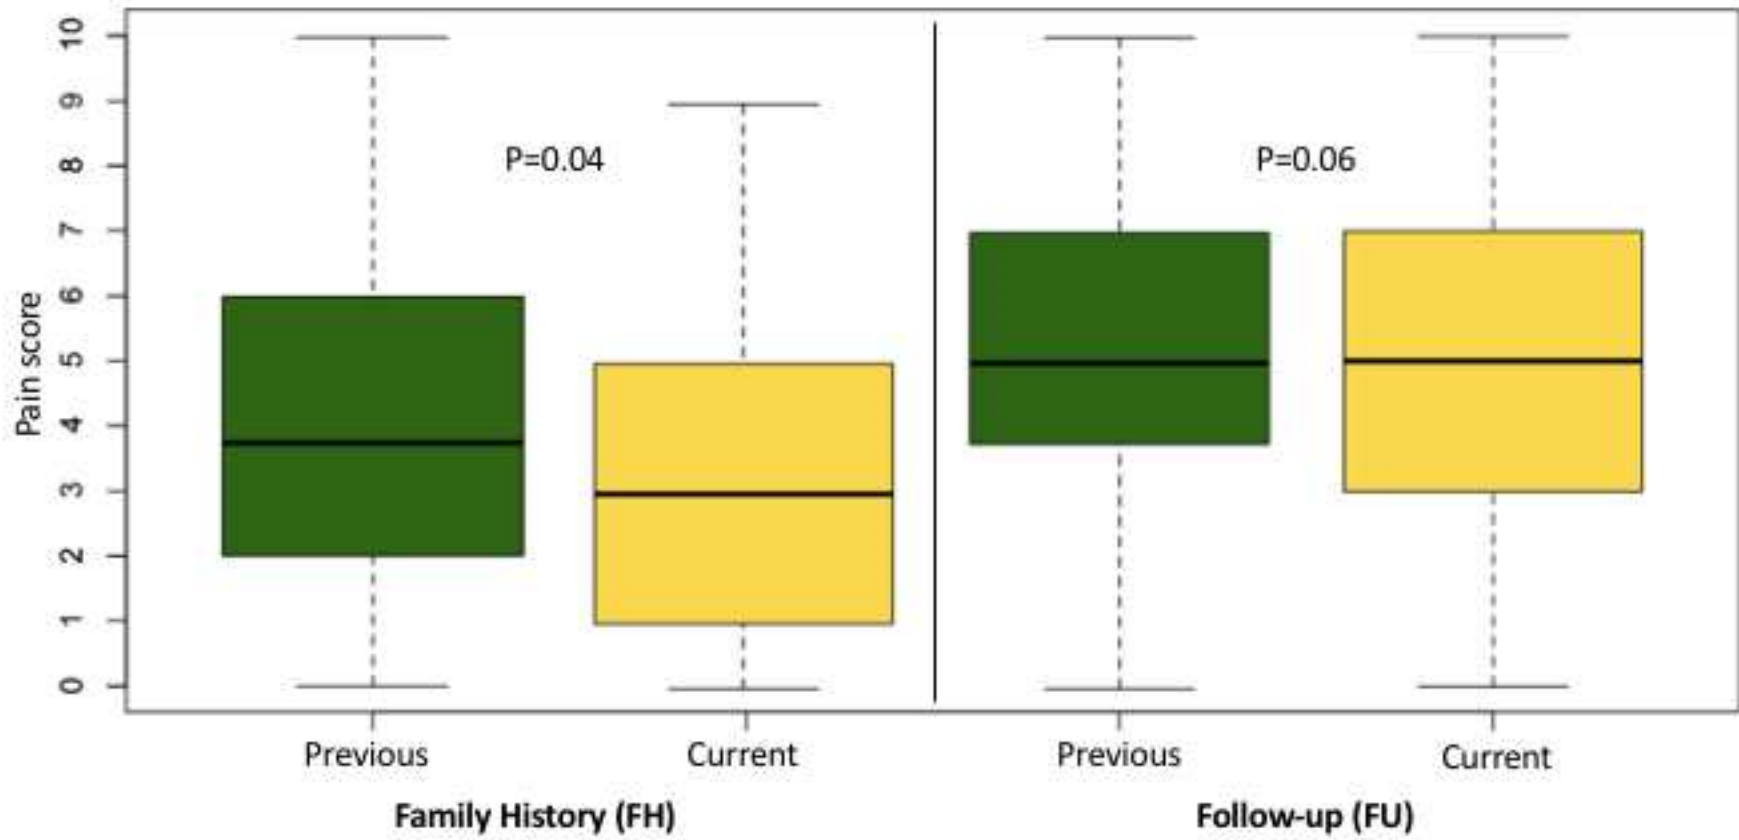 Pain score
10
9
8
7
6
5
4
3
2
1
0
P=0.04
P=0.06
Previous
Current
Previous
Current
Family History (FH)
Follow-up (FU)